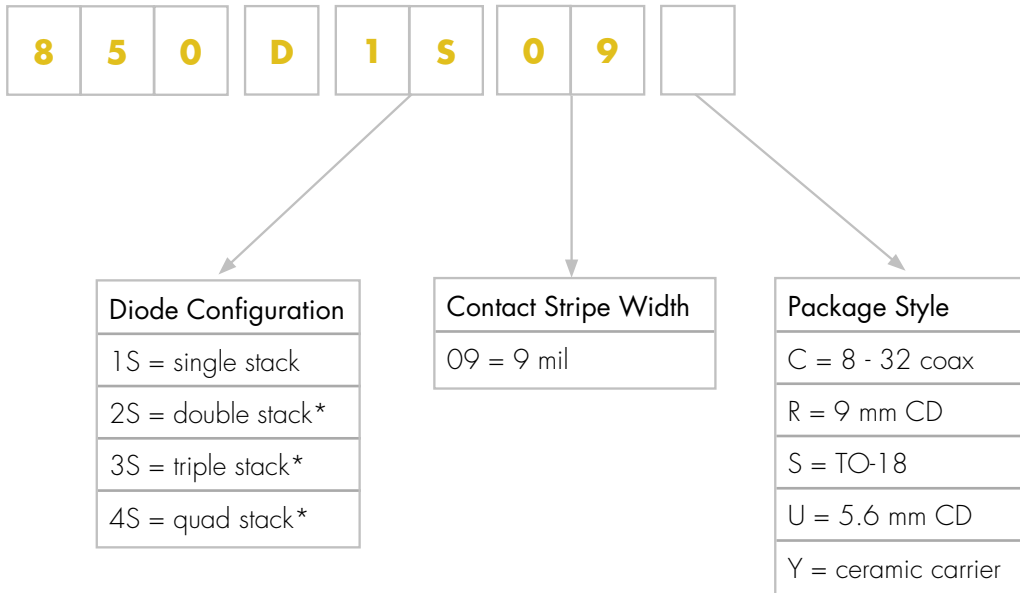 8 5 0 D 1 S 0 9
Diode Configuration
1S = single stack
2S = double stack*
3S = triple stack*
4S = quad stack*
Contact Stripe Width
09 = 9 mil
Package Style
C = 8 - 32 coax
R = 9 mm CD
S = TO-18
U = 5.6 mm CD
Y = ceramic carrier